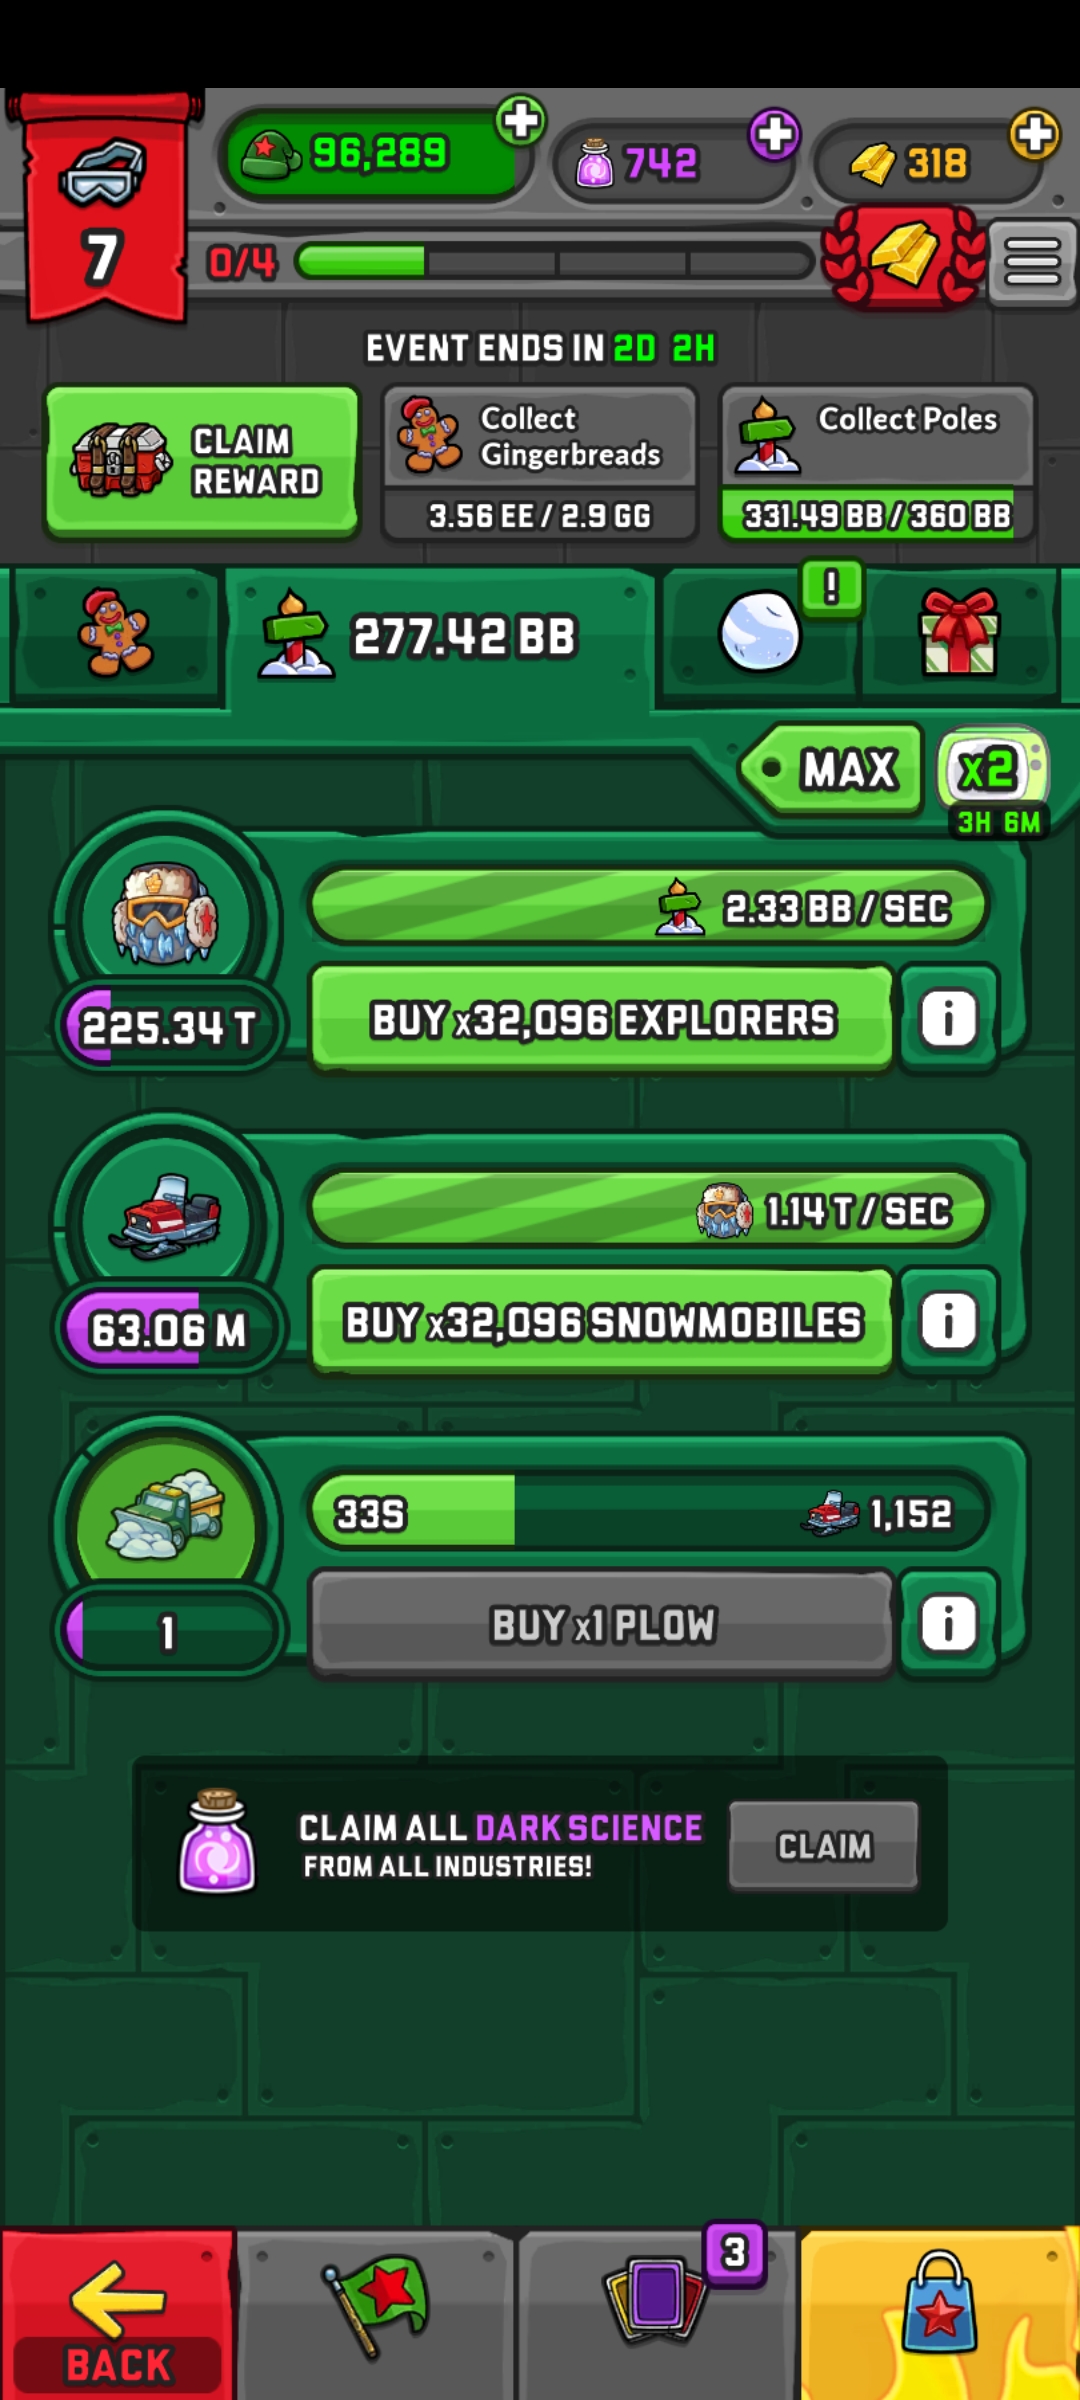 96,289
742
318
7
0/4
EVENT ENDS IN 2D 2H
CLAIM
REWARD
Collect
Gingerbreads
3.56 EE / 2.9 GG
Collect Poles
331.49 BB / 360 BB
277.42 BB
!
MAX
x2
3H 6M
2.33 BB / SEC
225.34 T
BUY x32,096 EXPLORERS
i
1.14 T / SEC
63.06 M
BUY x32,096 SNOWMOBILES
i
33S
1,152
1
BUY x1 PLOW
i
CLAIM ALL DARK SCIENCE
FROM ALL INDUSTRIES!
CLAIM
3
BACK